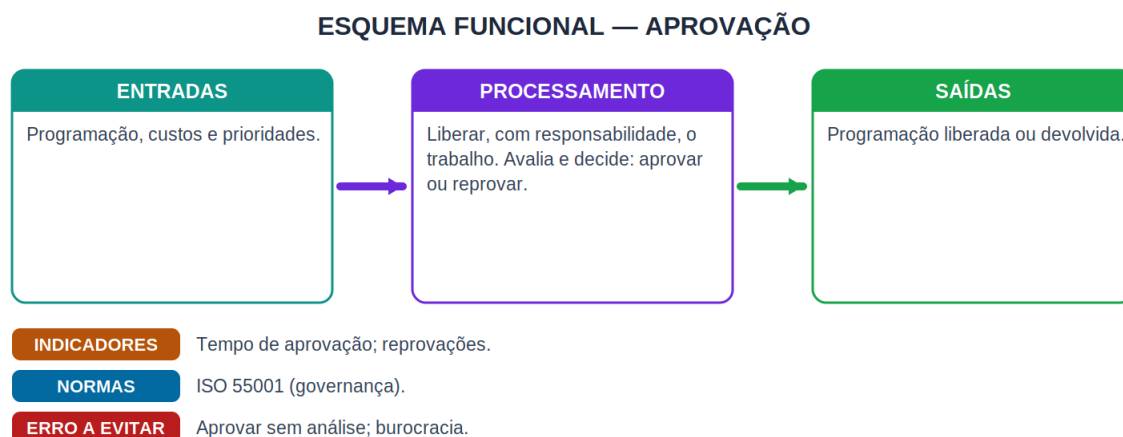 ESQUEMA FUNCIONAL — APROVAÇÃO
ENTRADAS
Programação, custos e prioridades.
PROCESSAMENTO
Liberar, com responsabilidade, o
trabalho. Avalia e decide: aprovar
ou reprovar.
SAÍDAS
Programação liberada ou devolvida.
INDICADORES
Tempo de aprovação; reprovações.
NORMAS
ISO 55001 (governança).
ERRO A EVITAR
Aprovar sem análise; burocracia.